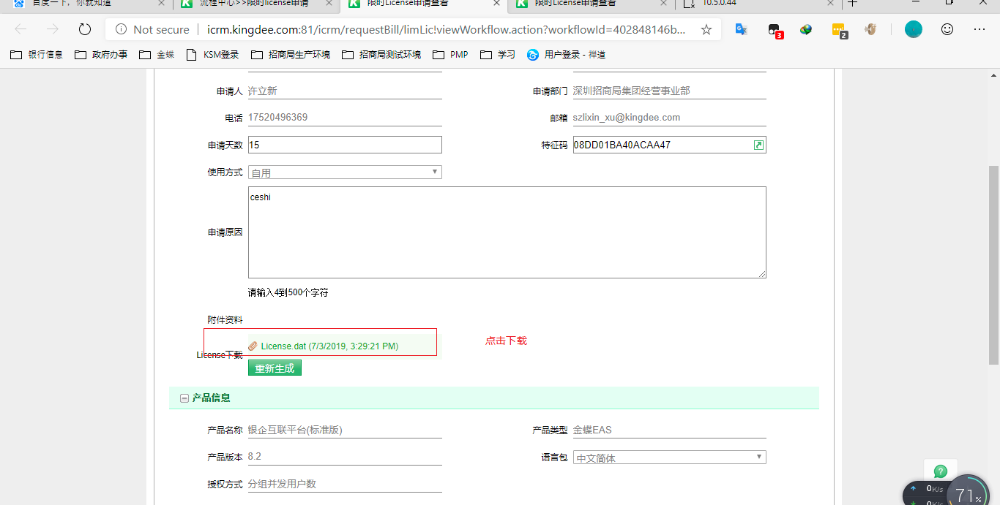 百度一下，你就知道
流程中心>>限时license申请
限时License申请查看
限时License申请查看
10.5.0.44
Not secure
icrm.kingdee.com:81/icrm/requestBill/limLic!viewWorkflow.action?workflowId=402848146b...
3
2
银行信息
政府办事
金蝶
KSM登录
招商局生产环境
招商局测试环境
PMP
学习
用户登录 - 禅道
申请人 许立新
申请部门 深圳招商局集团经营事业部
电话 17520496369
邮箱 szlixin_xu@kingdee.com
申请天数 15
特征码 08DD01BA40ACAA47
使用方式 自用
申请原因 ceshi
请输入4到500个字符
附件资料
License.dat (7/3/2019, 3:29:21 PM)
点击下载
License下载
重新生成
产品信息
产品名称 银企互联平台(标准版)
产品类型 金蝶EAS
产品版本 8.2
语言包 中文简体
授权方式 分组并发用户数
?
0K/s
0K/s
71%